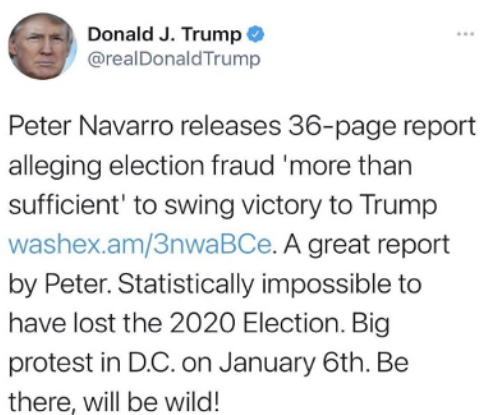 Donald J. Trump
@realDonaldTrump
Peter Navarro releases 36-page report
alleging election fraud 'more than
sufficient' to swing victory to Trump
washex.am/3nwaBCe. A great report
by Peter. Statistically impossible to
have lost the 2020 Election. Big
protest in D.C. on January 6th. Be
there, will be wild!